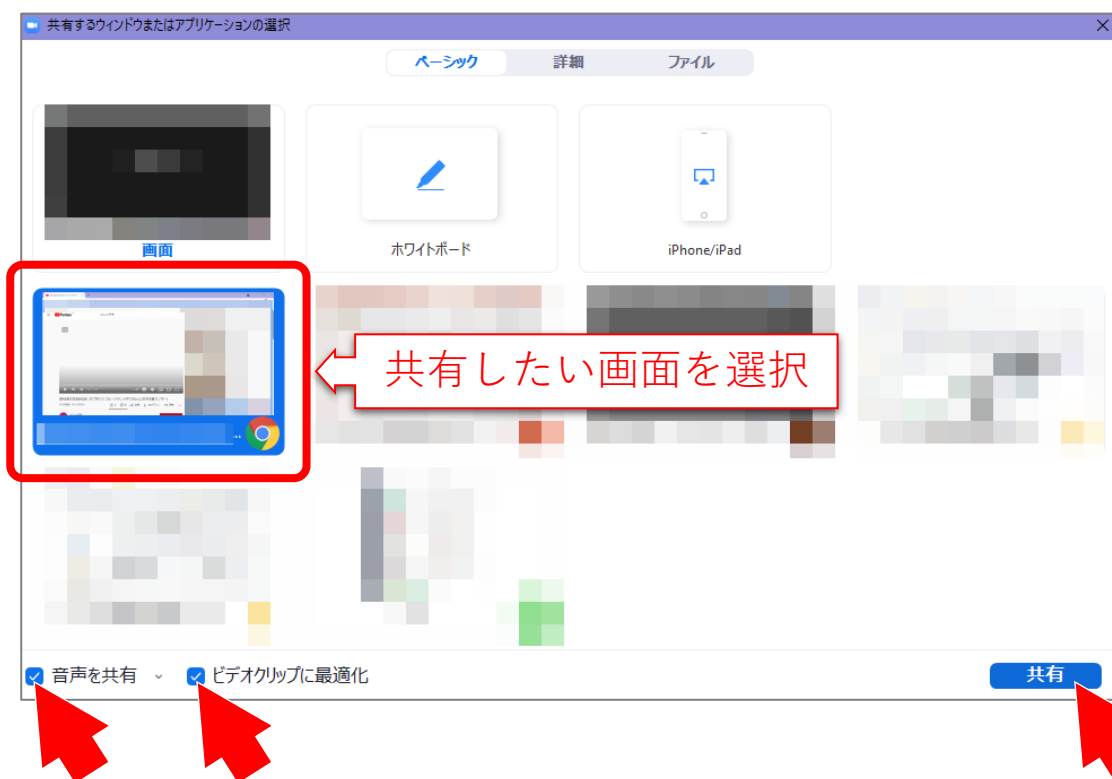 共有するウィンドウまたはアプリケーションの選択
ベーシック
詳細
ファイル
画面
ホワイトボード
iPhone/iPad
共有したい画面を選択
...
音声を共有
ビデオクリップに最適化
共有